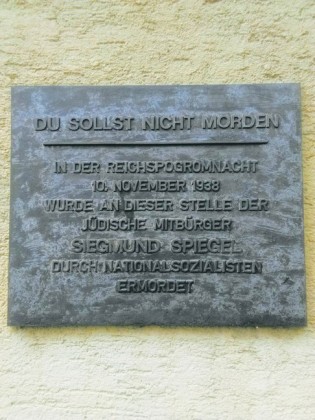 DU SOLLST NICHT MORDEN
IN DER REICHSPOGROMNACHT
10. NOVEMBER 1938
WURDE AN DIESER STELLE DER
JÜDISCHE MITBÜRGER
SIEGMUND SPIEGEL
DURCH NATIONALSOZIALISTEN
ERMORDET